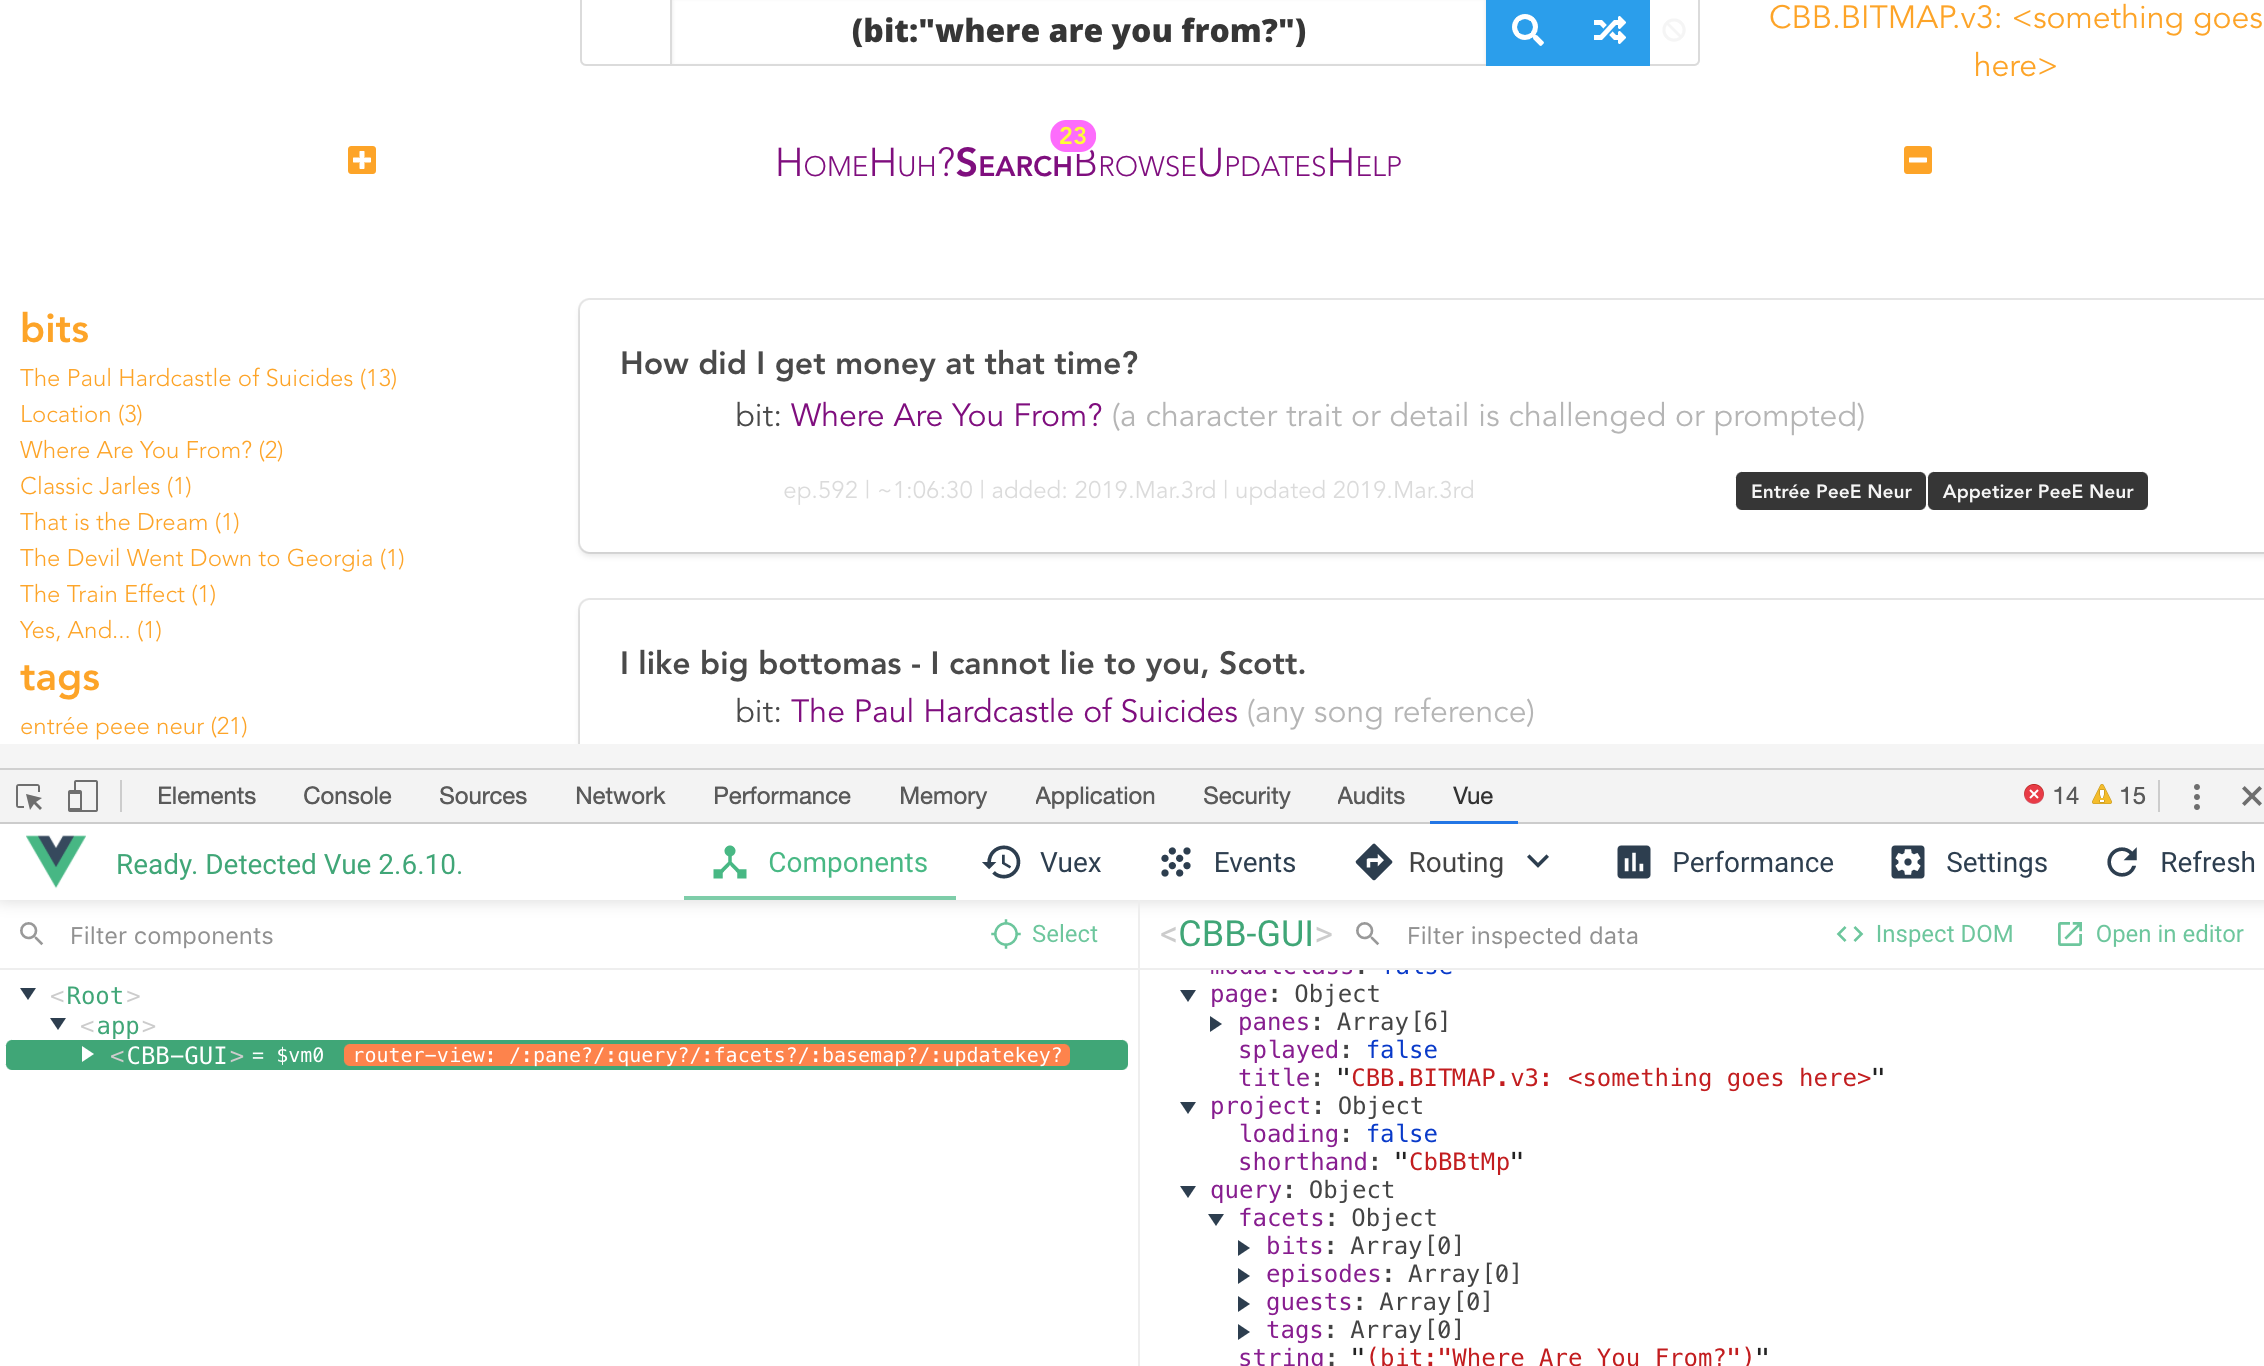 (bit:"where are you from?")
CBB.BITMAP.v3: <something goes
here>
23
HomeHuh?SearchBrowseUpdatesHelp
bits
The Paul Hardcastle of Suicides (13)
Location (3)
Where Are You From? (2)
Classic Jarles (1)
That is the Dream (1)
The Devil Went Down to Georgia (1)
The Train Effect (1)
Yes, And... (1)
tags
entrée peee neur (21)
How did I get money at that time?
bit: Where Are You From? (a character trait or detail is challenged or prompted)
ep.592 | ~1:06:30 | added: 2019.Mar.3rd | updated 2019.Mar.3rd
Entrée PeeE Neur Appetizer PeeE Neur
I like big bottomas - I cannot lie to you, Scott.
bit: The Paul Hardcastle of Suicides (any song reference)
Elements Console Sources Network Performance Memory Application Security Audits Vue 14 15
Ready. Detected Vue 2.6.10. Components Vuex Events Routing Performance Settings Refresh
Filter components Select
<Root>
<app>
<CBB-GUI> = $vm0 router-view: /:pane?/:query?/:facets?/:basemap?/:updatekey?
<CBB-GUI> Filter inspected data Inspect DOM Open in editor
modalClass: false
page: Object
panes: Array[6]
splayed: false
title: "CBB.BITMAP.v3: <something goes here>"
project: Object
loading: false
shorthand: "CbBBtMp"
query: Object
facets: Object
bits: Array[0]
episodes: Array[0]
guests: Array[0]
tags: Array[0]
string: "(bit:"Where Are You From?")"